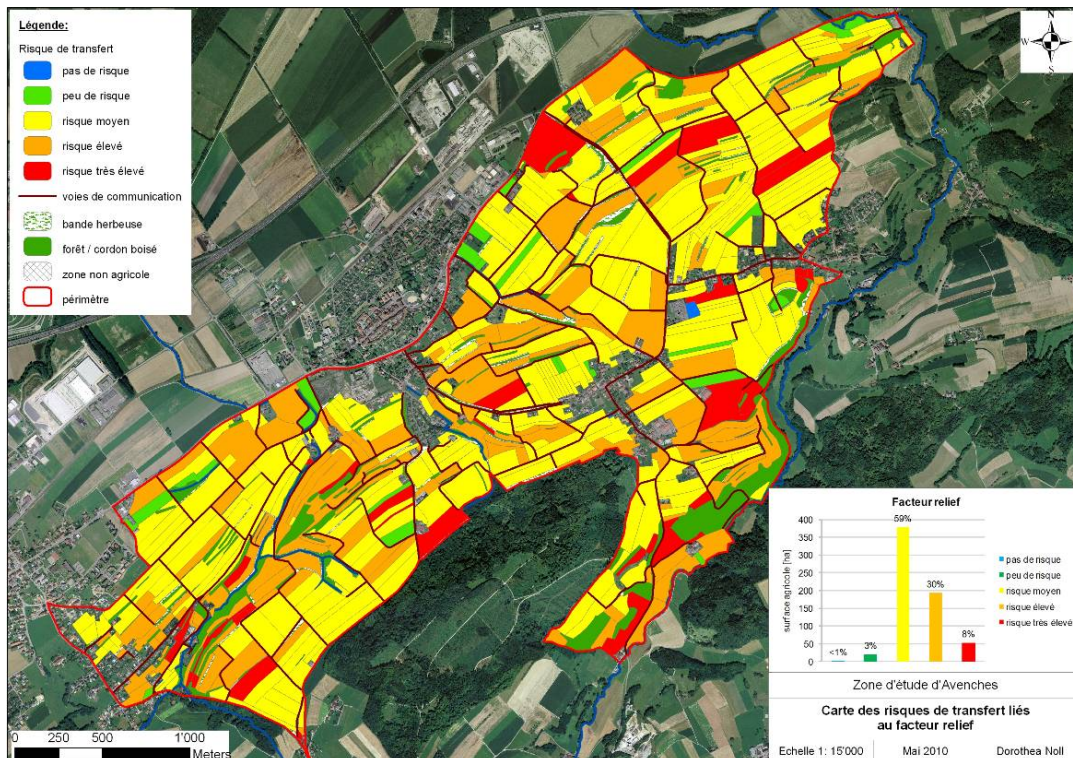 Légende:
Risque de transfert
pas de risque
peu de risque
risque moyen
risque élevé
risque très élevé
voies de communication
bande herbeuse
forêt / cordon boisé
zone non agricole
périmètre
N
W E
S
0 250 500 1'000
Meters
Facteur relief
surface agricole [ha]
400
350
300
250
200
150
100
50
0
<1%
3%
59%
30%
8%
pas de risque
peu de risque
risque moyen
risque élevé
risque très élevé
Zone d'étude d'Avenches
Carte des risques de transfert liés
au facteur relief
Echelle 1: 15'000 Mai 2010 Dorothea Noll